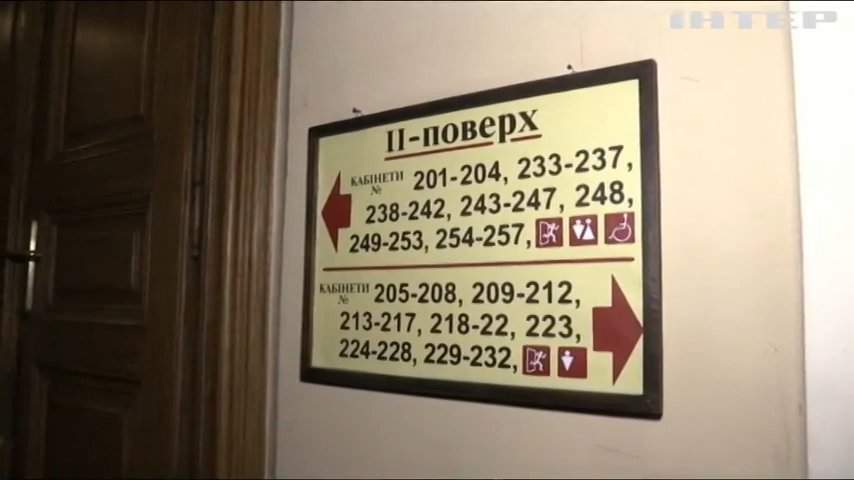 ІНТЕР
ІІ-поверх
КАБІНЕТИ № 201-204, 233-237,
238-242, 243-247, 248,
249-253, 254-257,
КАБІНЕТИ № 205-208, 209-212,
213-217, 218-22, 223,
224-228, 229-232,